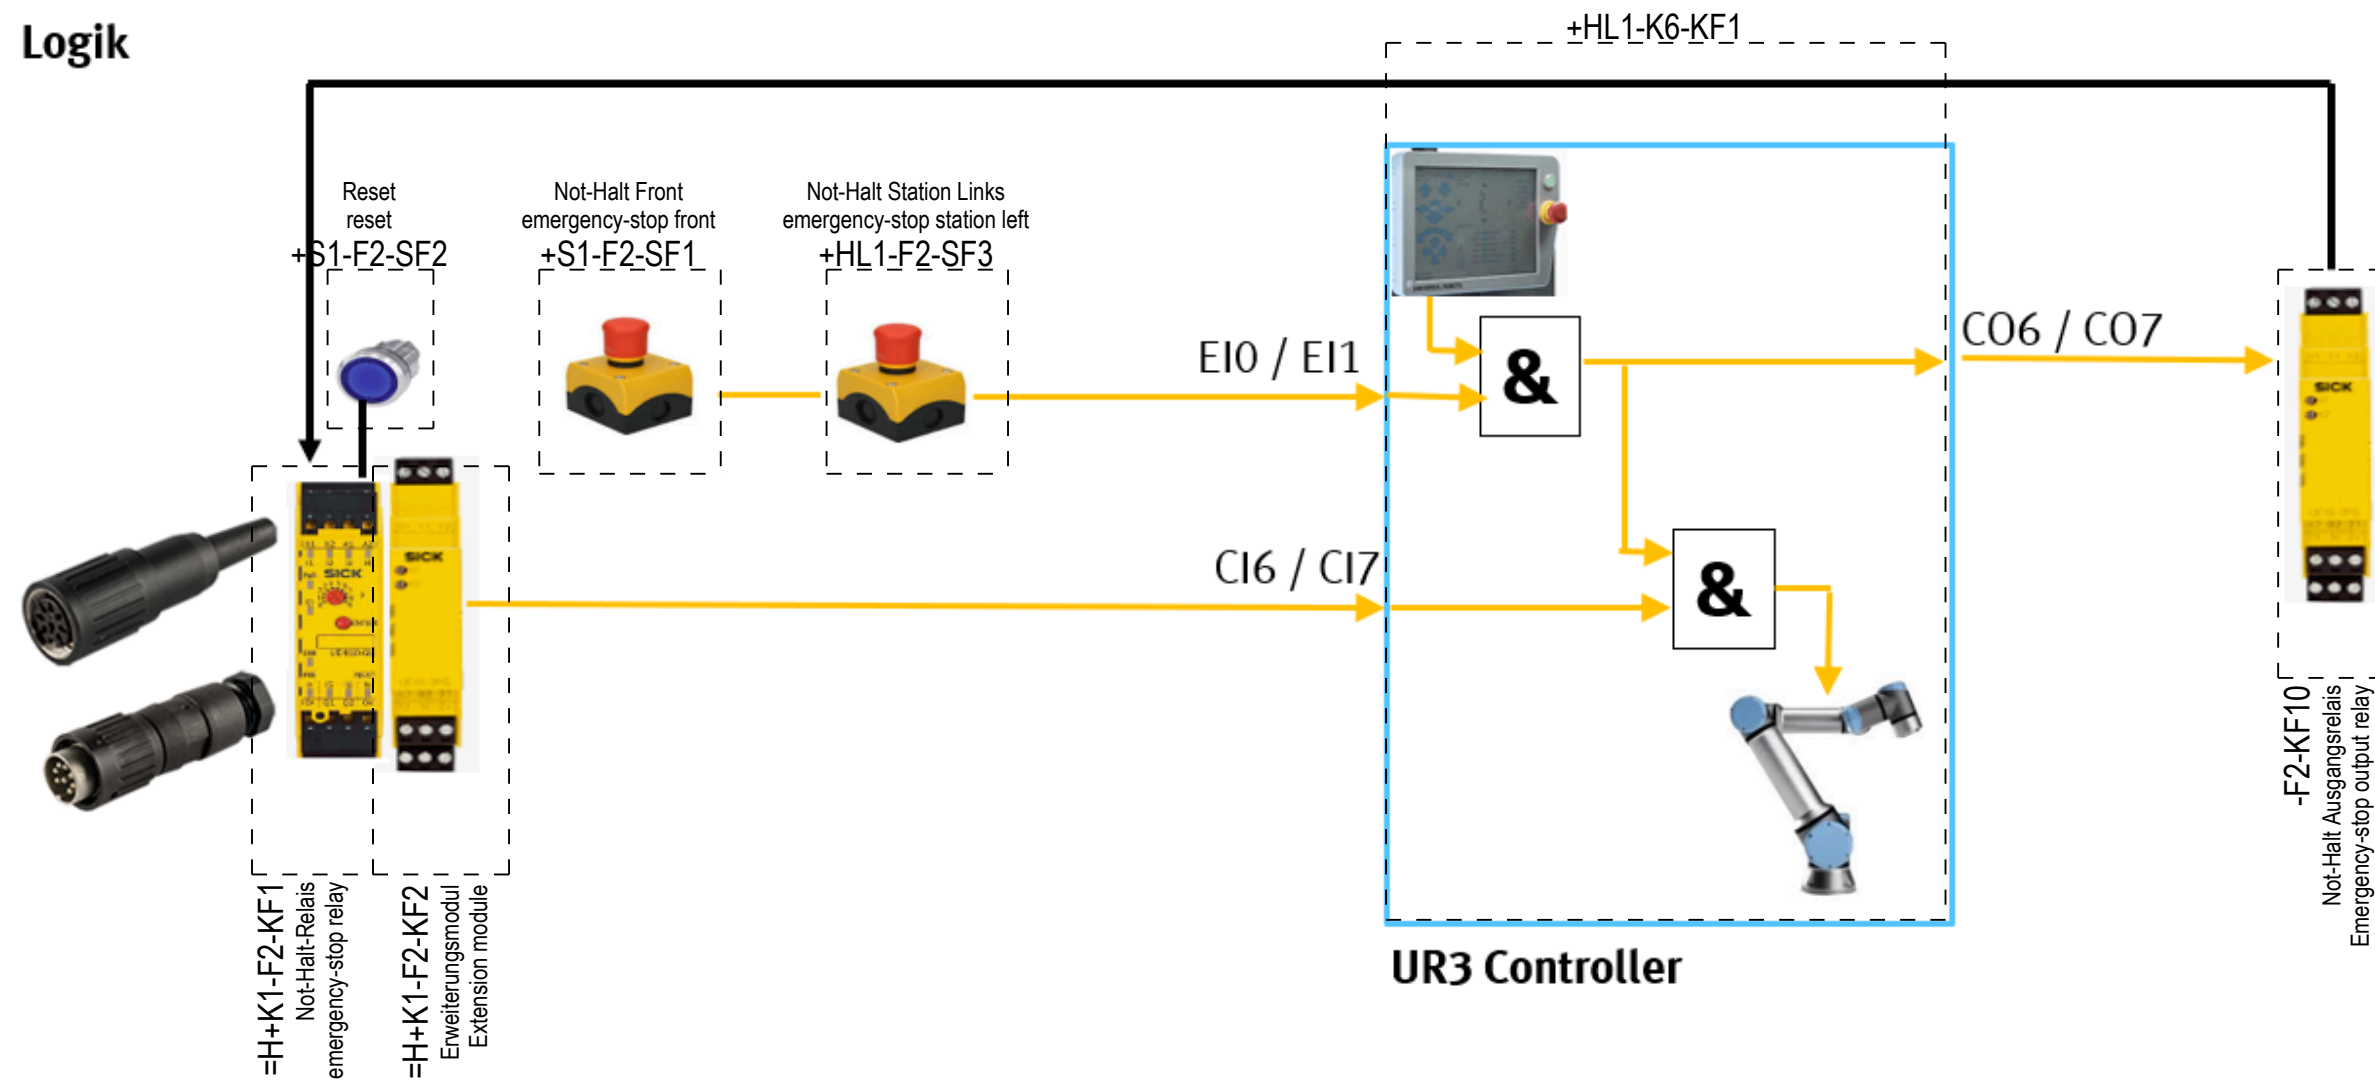 Logik
+HL1-K6-KF1
Reset
reset
+S1-F2-SF2
Not-Halt Front
emergency-stop front
+S1-F2-SF1
Not-Halt Station Links
emergency-stop station left
+HL1-F2-SF3
EI0 / EI1
&
CO6 / CO7
SICK
CI6 / CI7
&
SICK
SICK
UR3 Controller
=H+K1-F2-KF1
Not-Halt-Relais
emergency-stop relay
=H+K1-F2-KF2
Erweiterungsmodul
Extension module
-F2-KF10
Not-Halt Ausgangsrelais
Emergency-stop output relay